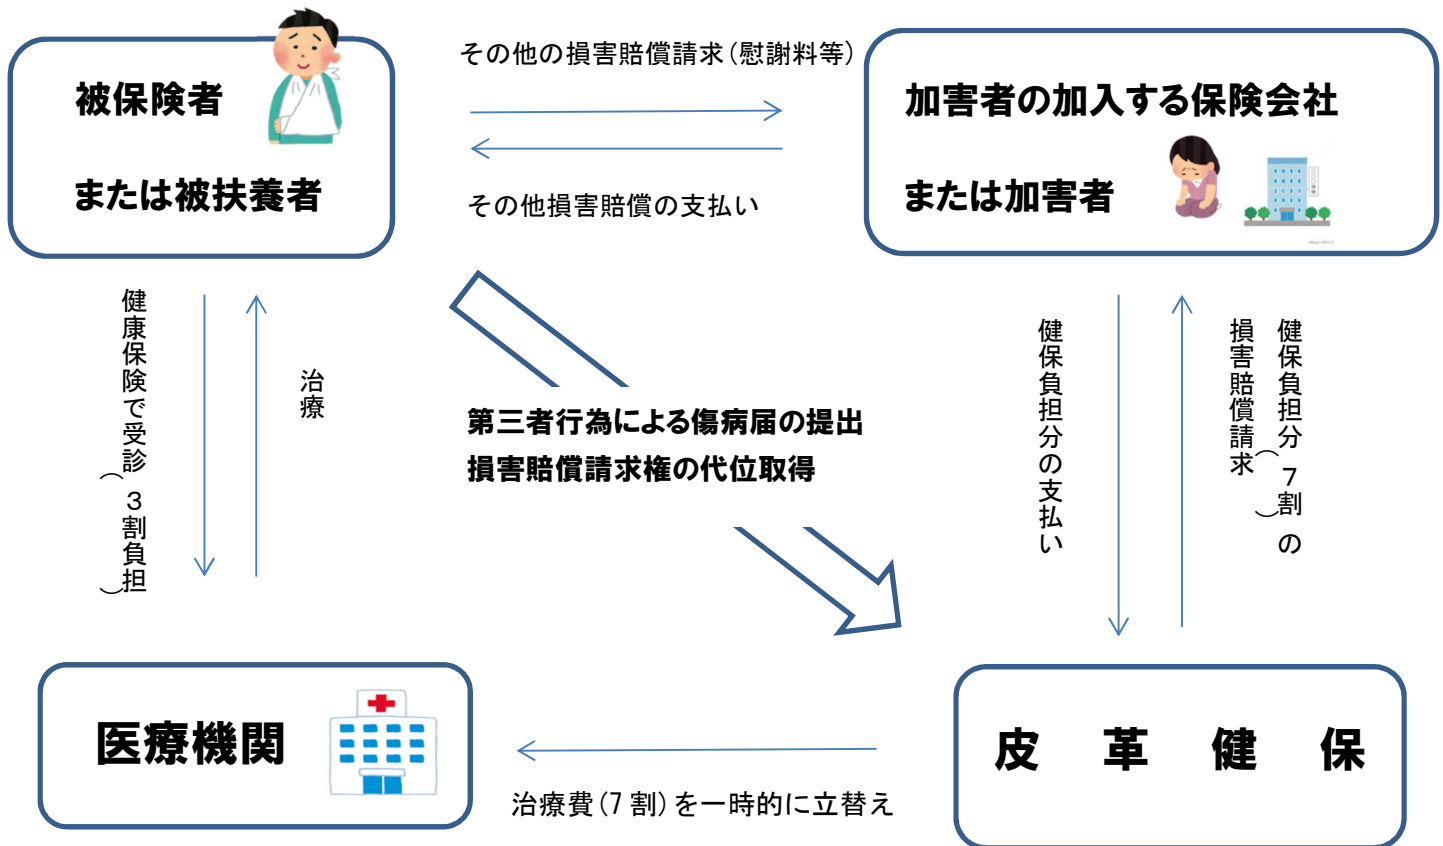 被保険者
または被扶養者
その他の損害賠償請求(慰謝料等)
その他損害賠償の支払い
加害者の加入する保険会社
または加害者
健康保険で受診(3割負担)
治療
第三者行為による傷病届の提出
損害賠償請求権の代位取得
健保負担分の支払い
健保負担分(7割)の
損害賠償請求
医療機関
治療費(7割)を一時的に立替え
皮革健保